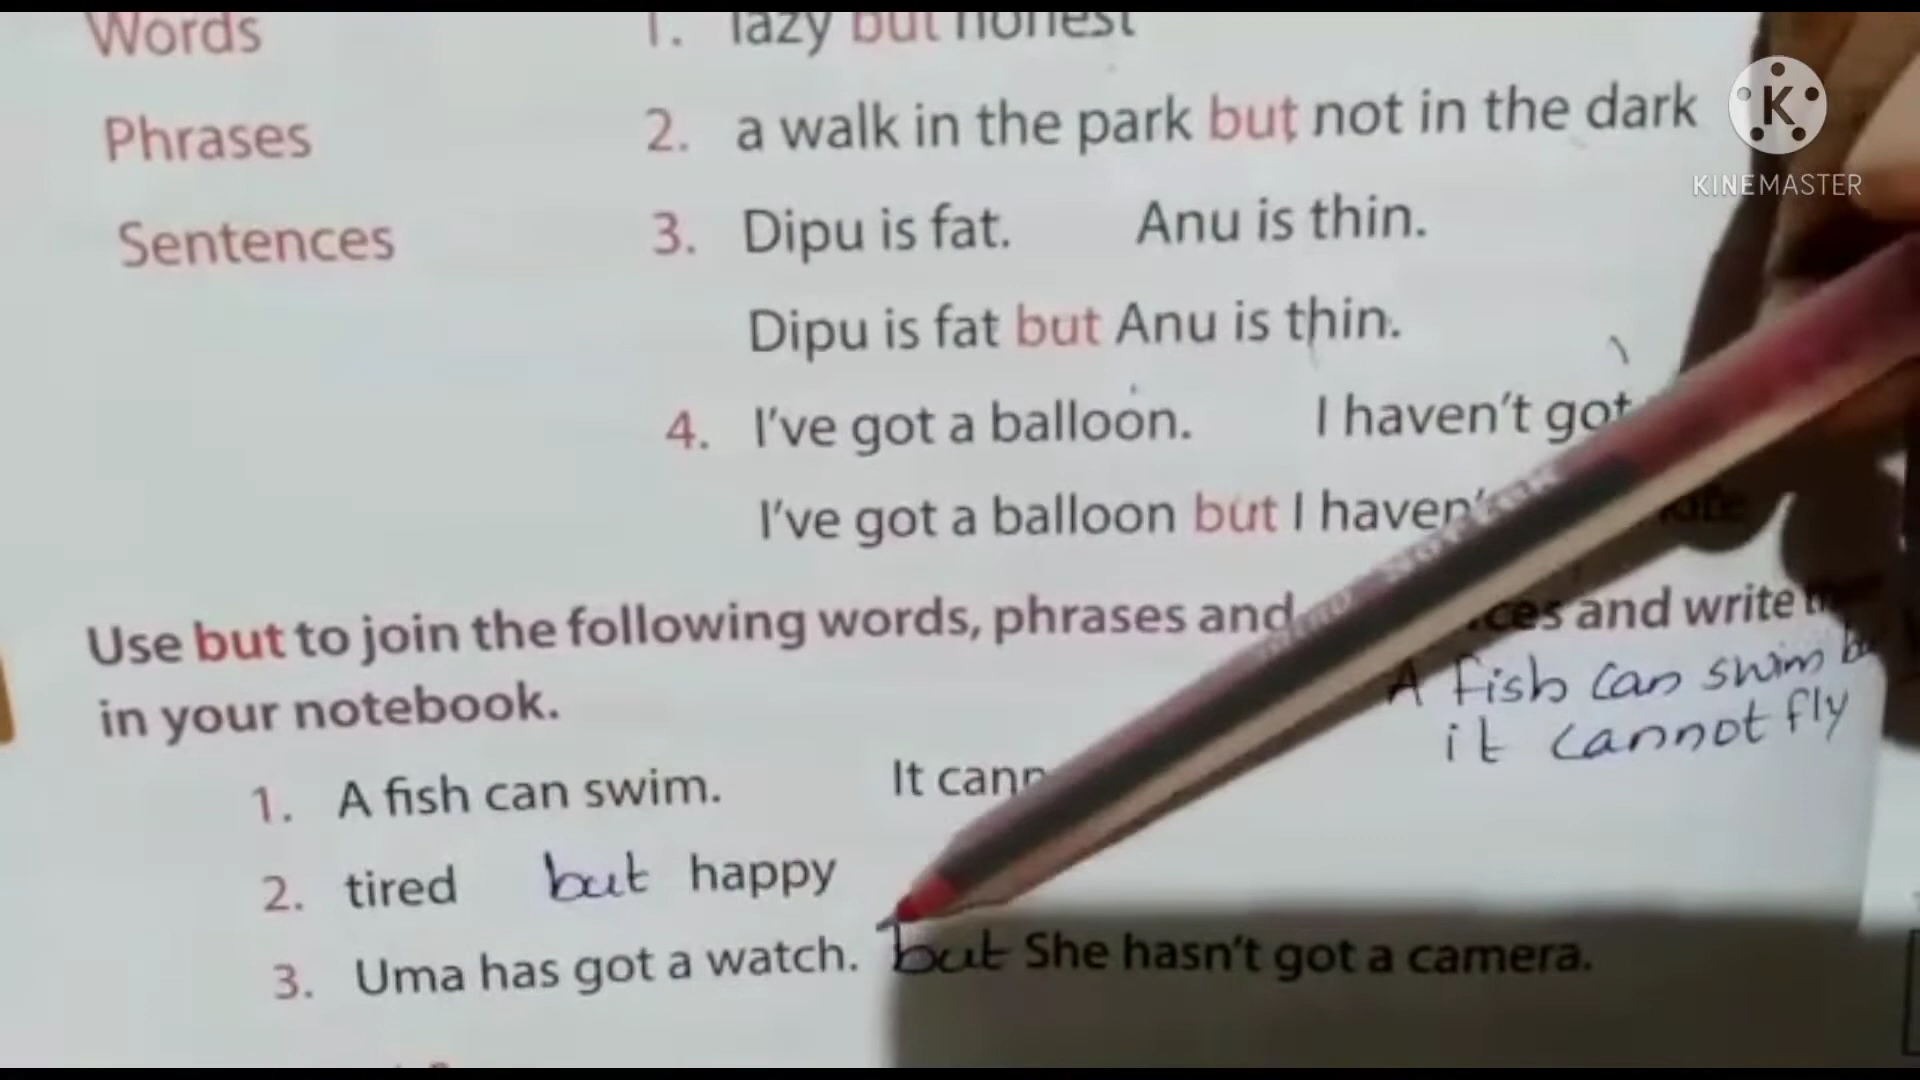 Words 1. lazy but honest
Phrases 2. a walk in the park but not in the dark
K
KINEMASTER
Sentences 3. Dipu is fat. Anu is thin.
Dipu is fat but Anu is thin.
4. I've got a balloon. I haven't got
I've got a balloon but I haven'
Use but to join the following words, phrases and and write
in your notebook.
A fish can swim
it cannot fly
1. A fish can swim. It
2. tired but happy
3. Uma has got a watch. but She hasn't got a camera.